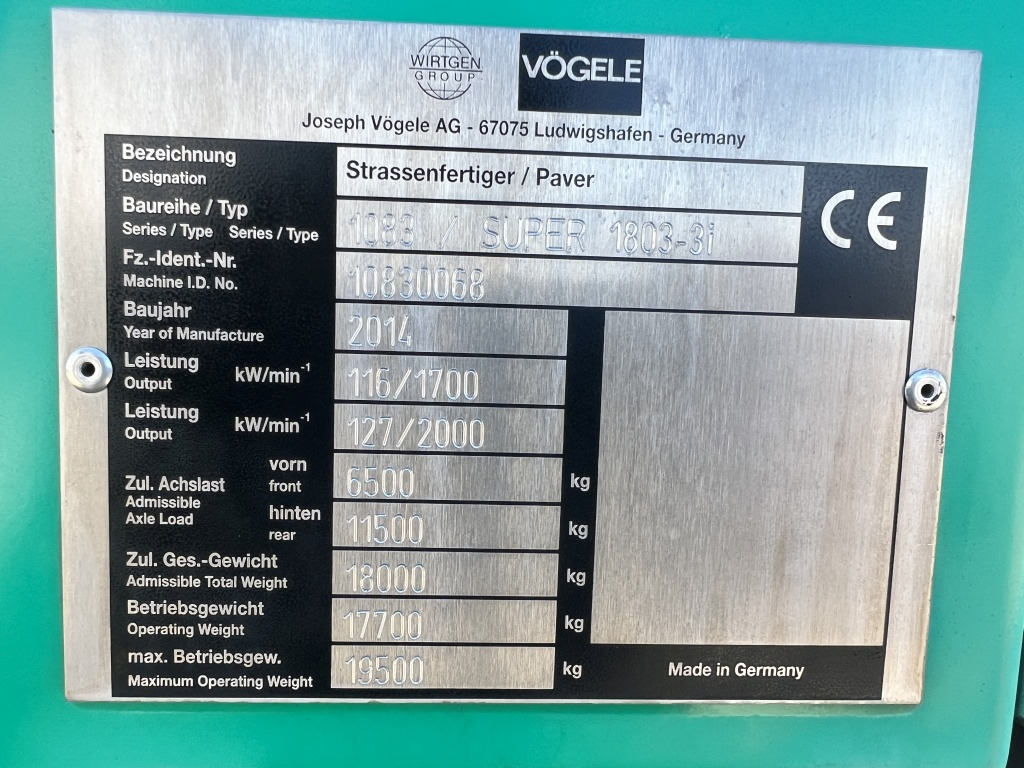 WIRTGEN
GROUP
VÖGELE
Joseph Vögele AG - 67075 Ludwigshafen - Germany
Bezeichnung
Designation
Strassenfertiger / Paver
CE
Baureihe / Typ
Series / Type Series / Type
1083 / SUPER 1803-3i
Fz.-Ident.-Nr.
Machine I.D. No.
10830068
Baujahr
Year of Manufacture
2014
Leistung
Output
kW/min-1
116/1700
Leistung
Output
kW/min-1
127/2000
Zul. Achslast
Admissible
Axle Load
vorn
front
6500 kg
hinten
rear
11500 kg
Zul. Ges.-Gewicht
Admissible Total Weight
18000 kg
Betriebsgewicht
Operating Weight
17700 kg
max. Betriebsgew.
Maximum Operating Weight
19500 kg
Made in Germany